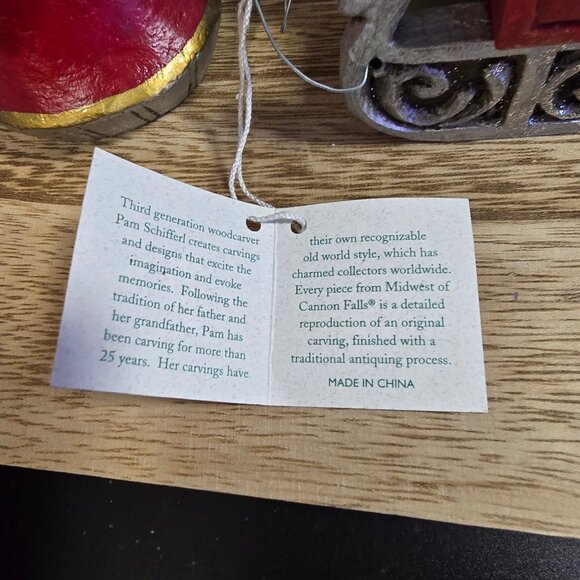 Third generation woodcarver
Pam Schifferl creates carvings
and designs that excite the
imagination and evoke
memories. Following the
tradition of her father and
her grandfather, Pam has
been carving for more than
25 years. Her carvings have
their own recognizable
old world style, which has
charmed collectors worldwide.
Every piece from Midwest of
Cannon Falls® is a detailed
reproduction of an original
carving, finished with a
traditional antiquing process.
MADE IN CHINA